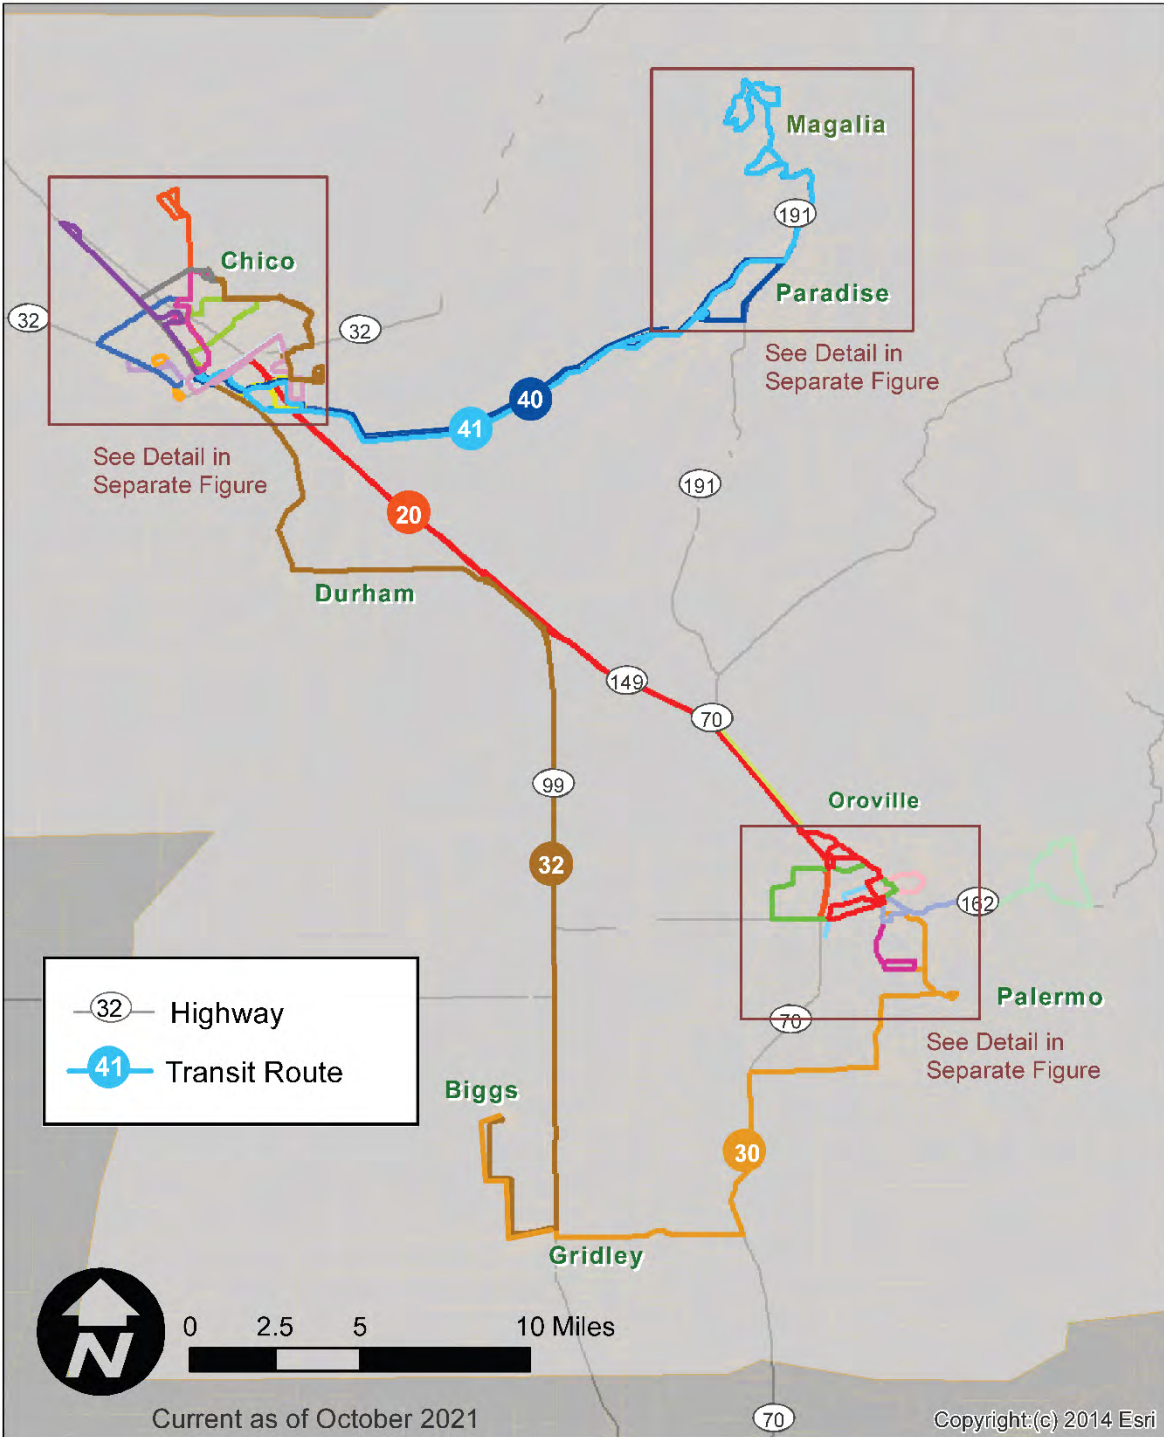 Magalia
191
Chico
Paradise
32
32
See Detail in
Separate Figure
40
41
See Detail in
Separate Figure
191
20
Durham
149
70
99
Oroville
32
162
Palermo
70
32 Highway
See Detail in
Separate Figure
41 Transit Route
Biggs
30
Gridley
N
0 2.5 5 10 Miles
Current as of October 2021
70
Copyright:(c) 2014 Esri